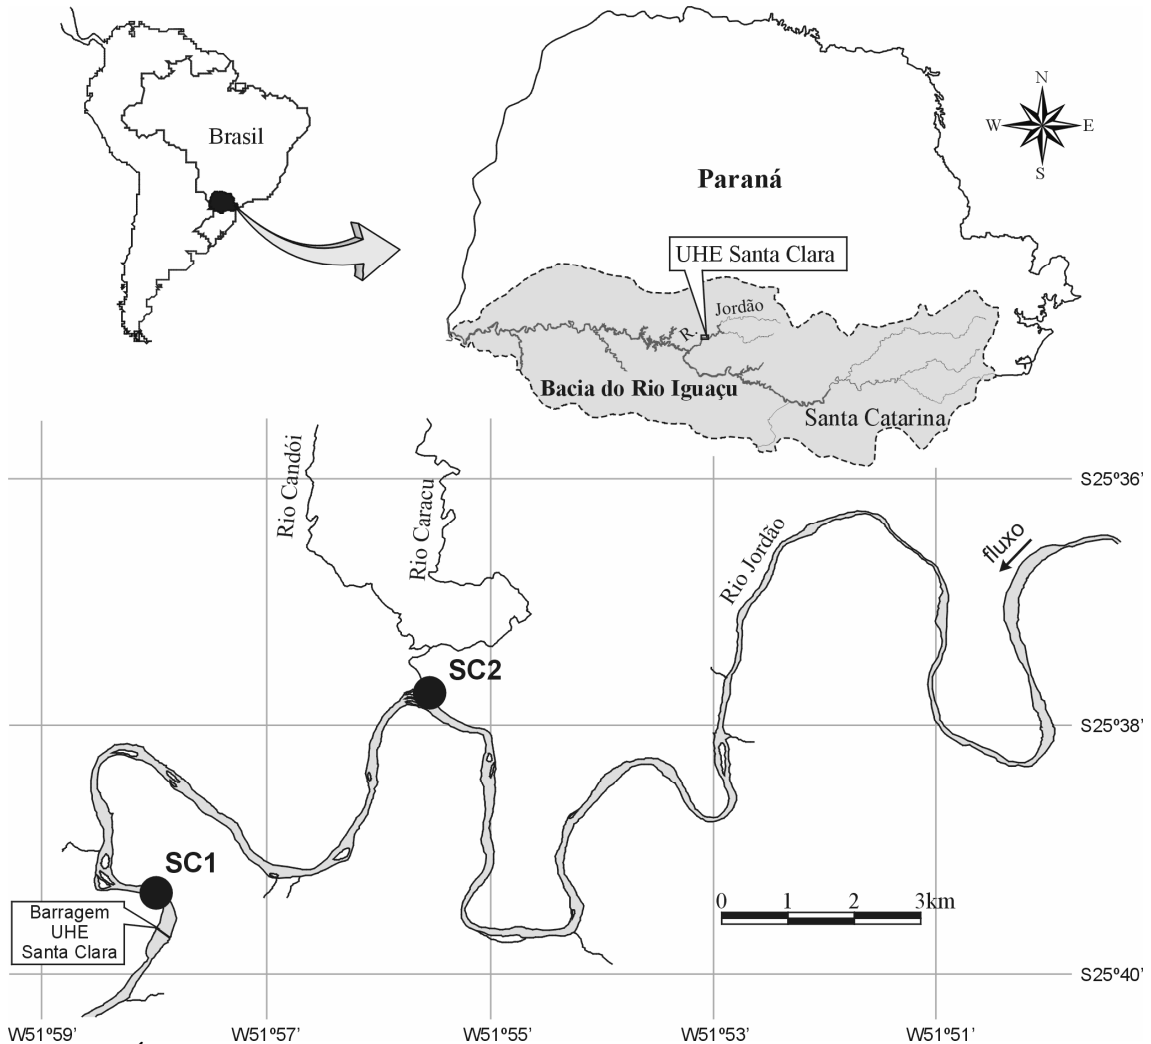 Brasil
N
W
E
S
Paraná
UHE Santa Clara
R. Jordão
Bacia do Rio Iguaçu
Santa Catarina
Rio Candói
Rio Caraçu
S25º36'
fluxo
Rio Jordão
SC2
S25º38'
SC1
0 1 2 3km
Barragem
UHE
Santa Clara
S25º40'
W51º59' W51º57' W51º55' W51º53' W51º51'